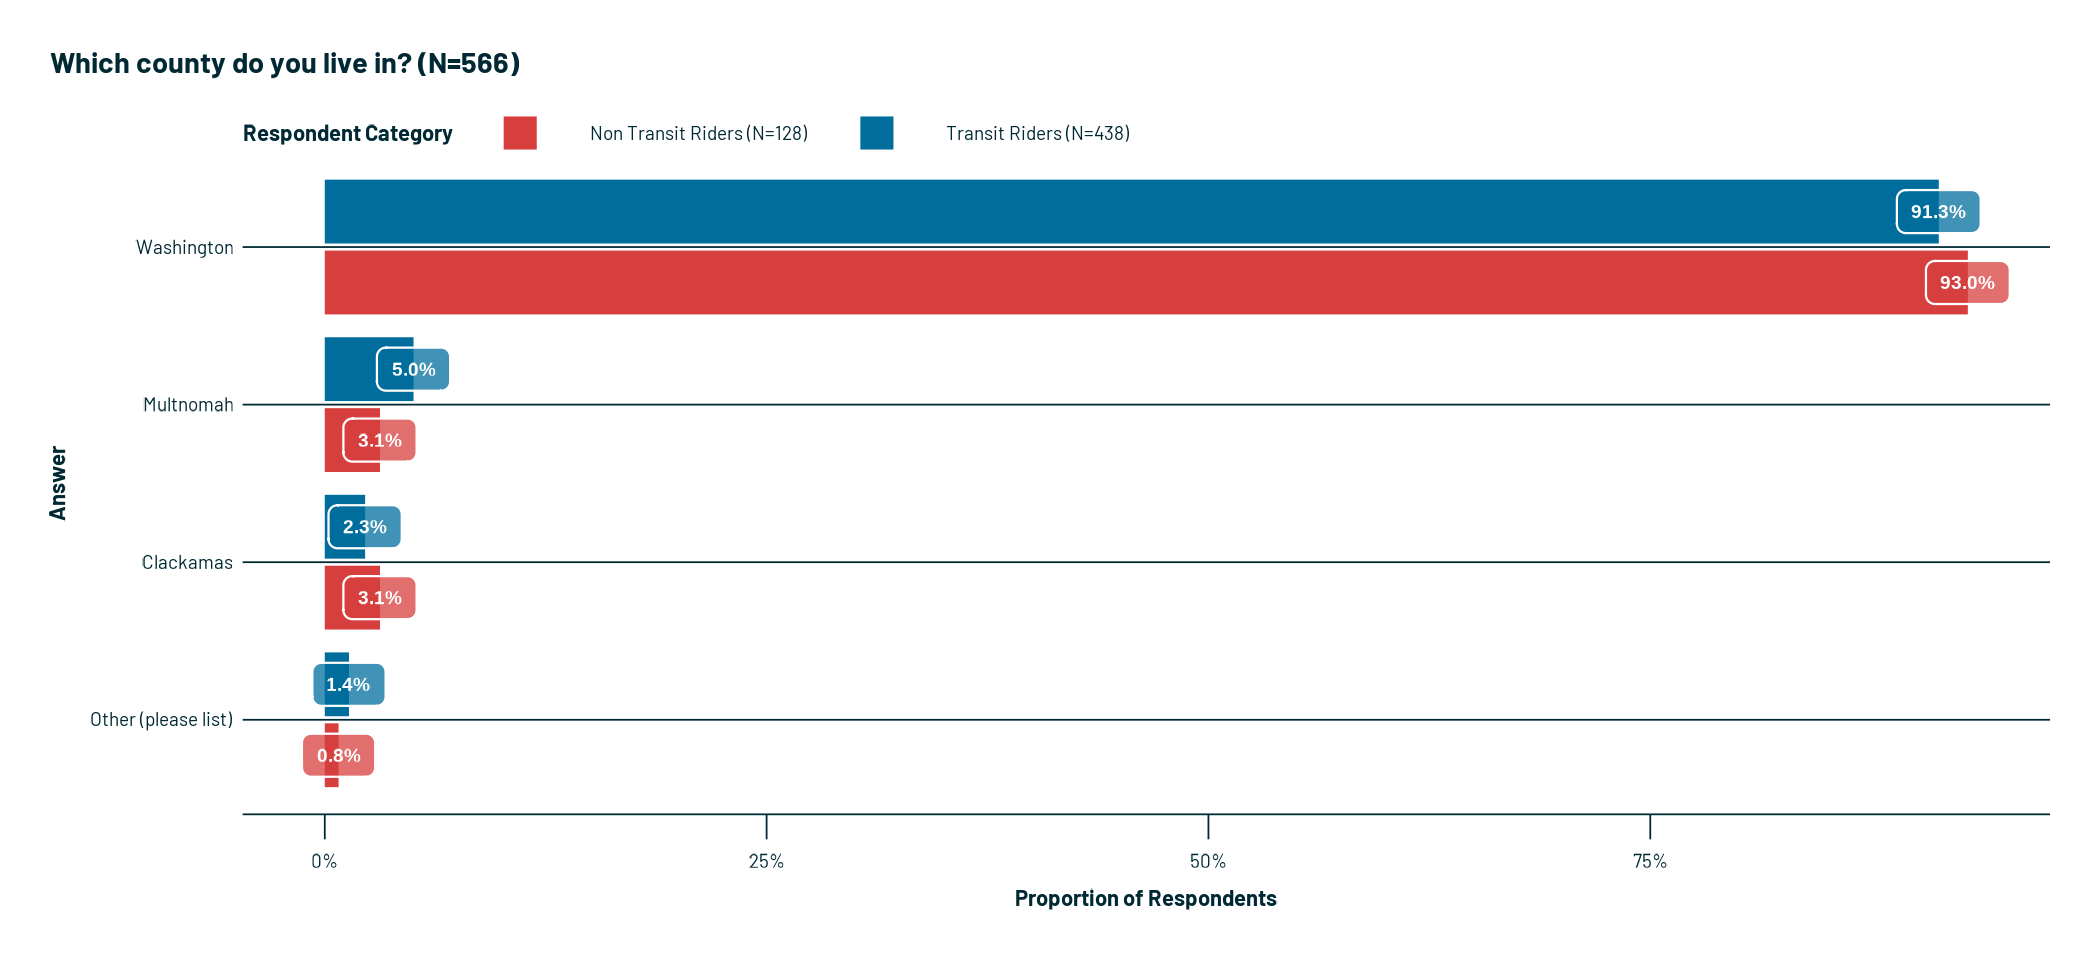 Which county do you live in? (N=566)
Respondent Category Non Transit Riders (N=128) Transit Riders (N=438)
91.3%
Washington
93.0%
5.0%
Multnomah
3.1%
Answer
2.3%
Clackamas
3.1%
1.4%
Other (please list)
0.8%
0% 25% 50% 75%
Proportion of Respondents